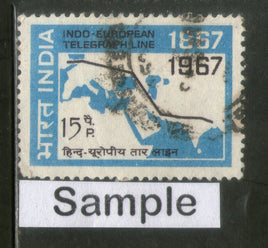 INDO-EUROPEAN
TELEGRAPH LINE
1867
1967
भारत INDIA
15 पै.
P.
हिन्द-यूरोपीय तार लाइन
Sample